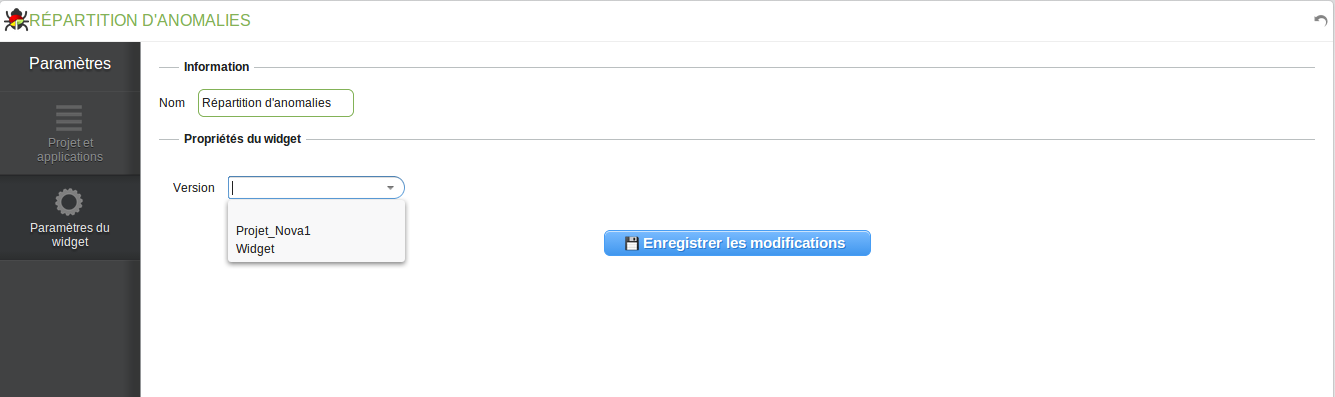 RÉPARTITION D'ANOMALIES
Paramètres
Projet et
applications
Paramètres du
widget
Information
Nom Répartition d'anomalies
Propriétés du widget
Version
Projet_Nova1
Widget
Enregistrer les modifications